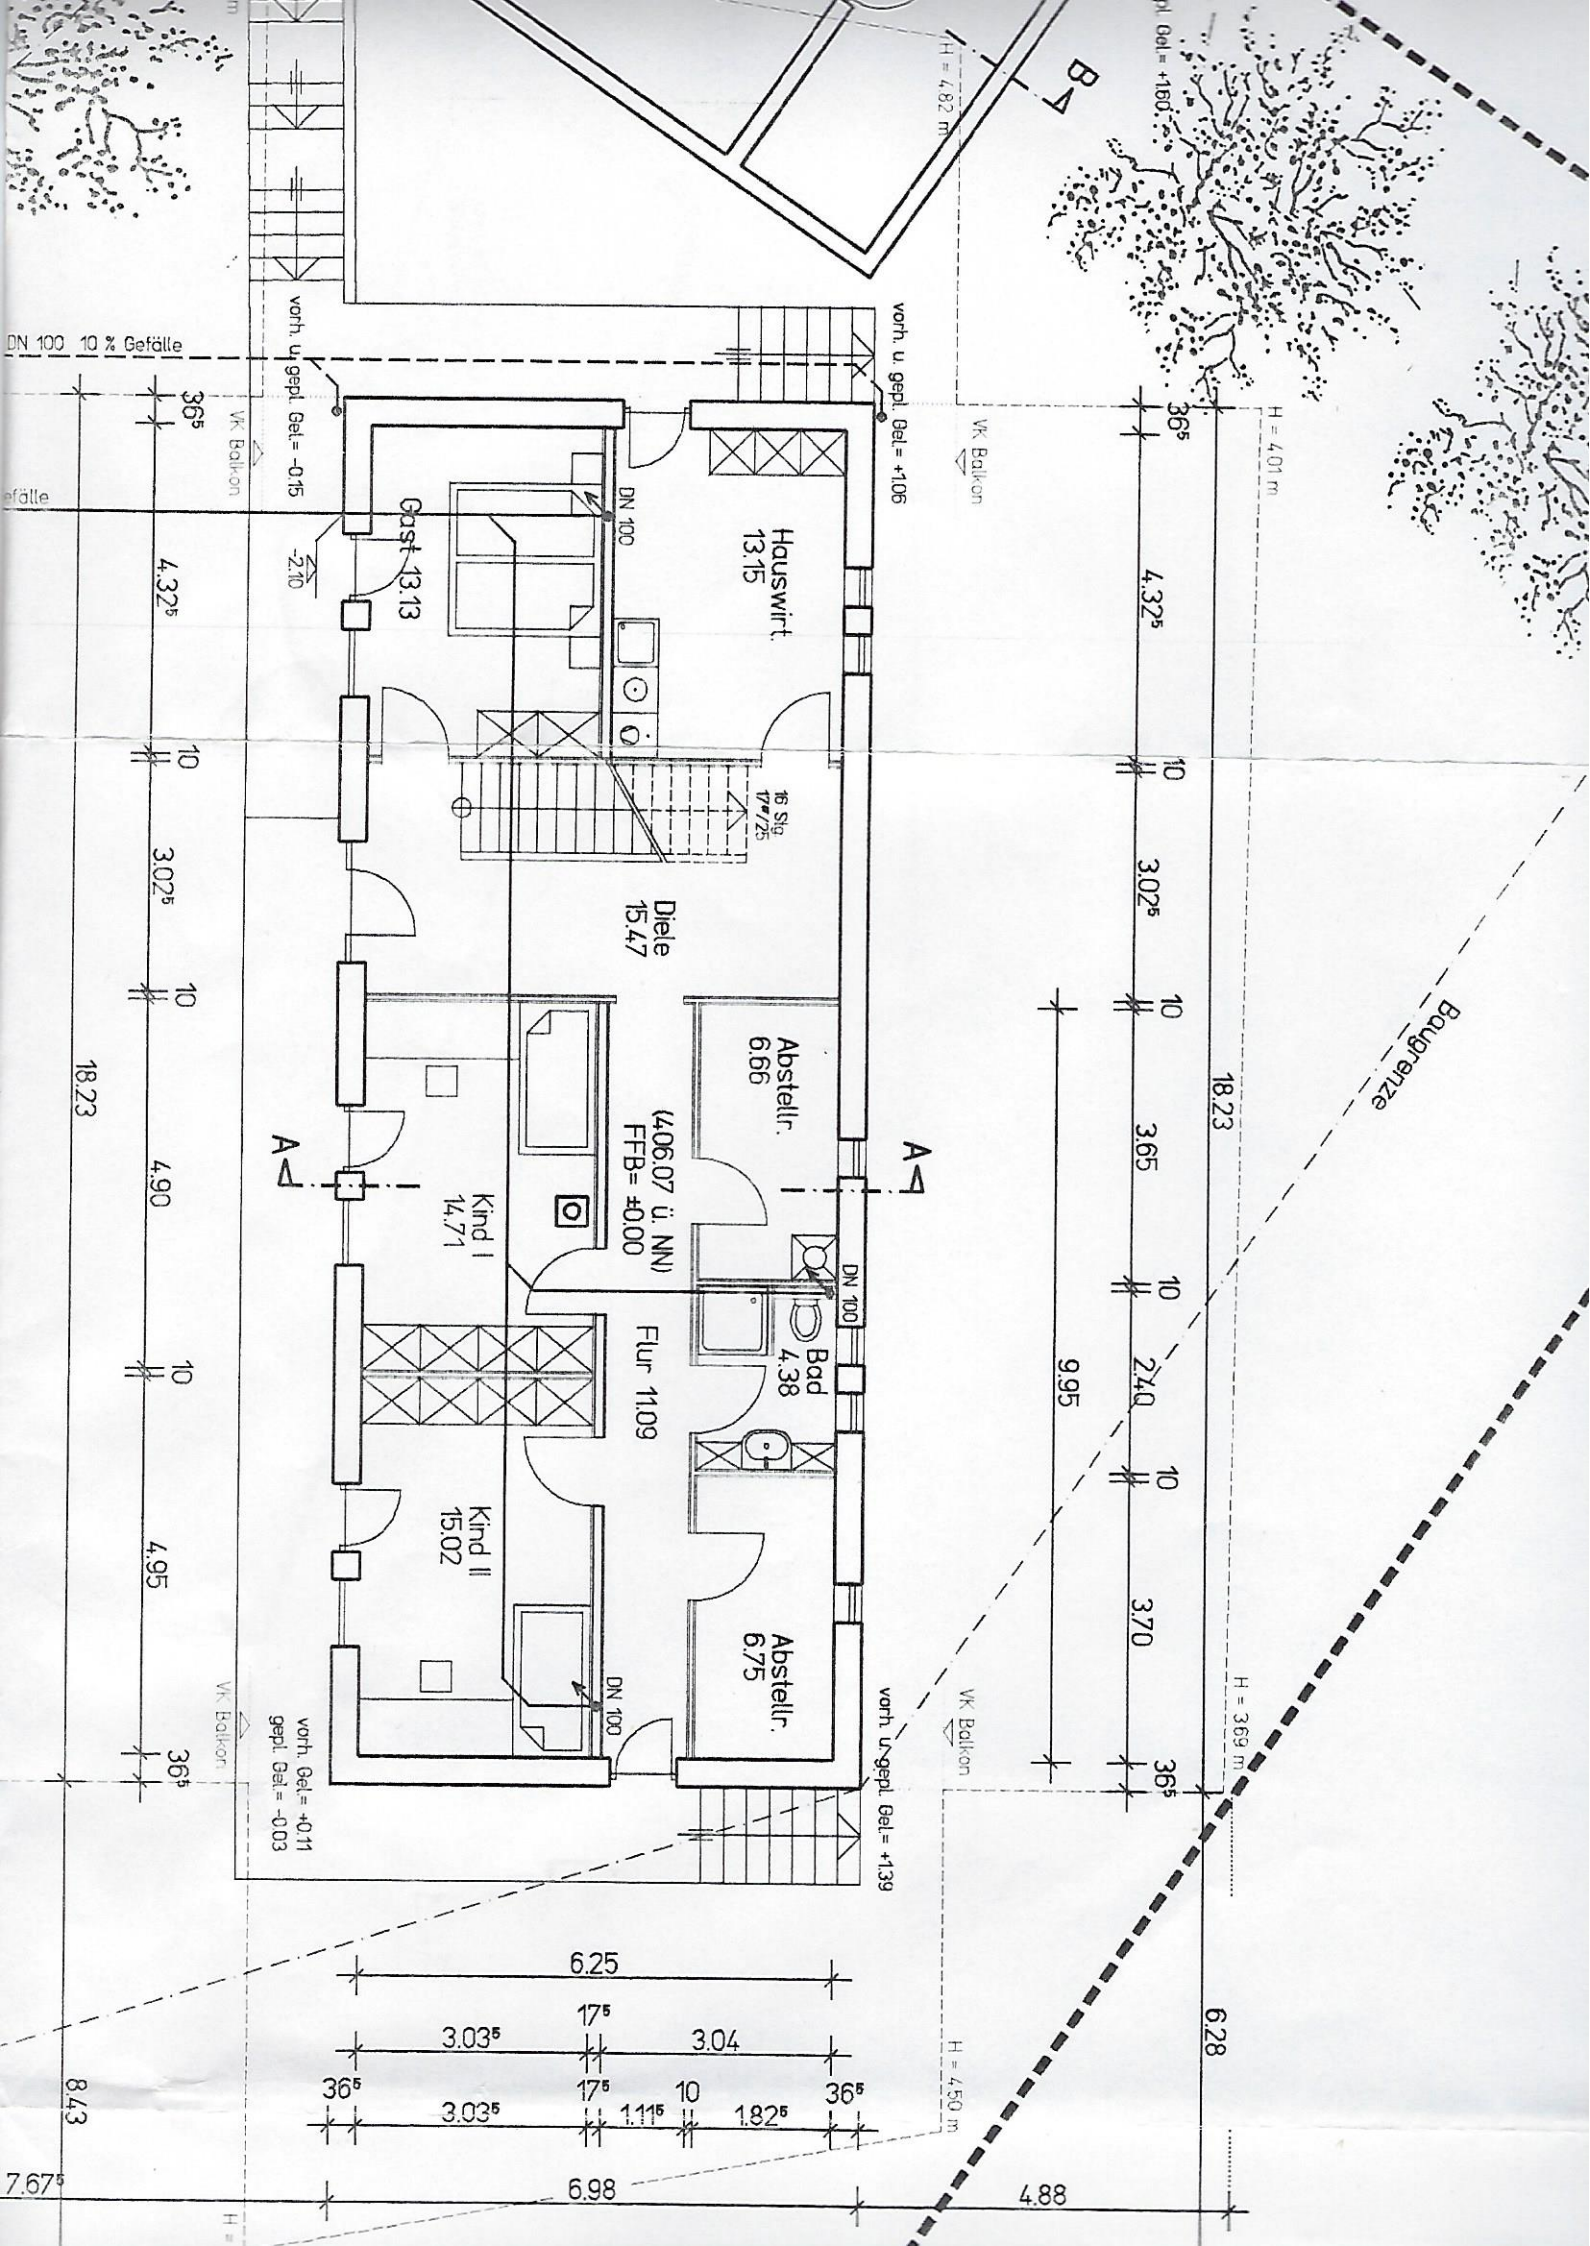 B
pl. Gel.= +1.60
H = 4.82 m
m
DN 100 10 % Gefälle
efälle
vorh. u. gepl. Gel.= -0.15
vorh. u. gepl. Gel.= +1.06
VK Balkon
VK Balkon
H = 4.01 m
-2.10
Gast 13.13
DN 100
Hauswirt.
13.15
16 Stg.
Diele
15.47
Abstellr.
6.66
(406.07 ü. NN)
FFB= ±0.00
A
A
Kind I
14.71
DN 100
Bad
4.38
Flur 11.09
Kind II
15.02
Abstellr.
6.75
DN 100
Baugrenze
36⁵
4.32⁵
10
3.02⁵
10
4.90
10
4.95
36⁵
18.23
8.43
36⁵
4.32⁵
10
3.02⁵
10
3.65
10
2.40
10
3.70
36⁵
9.95
18.23
6.28
VK Balkon
vorh. Gel.= +0.11
gepl. Gel.= -0.03
vorh. u. gepl. Gel.= +1.39
VK Balkon
H = 3.69 m
H = 4.50 m
H =
6.25
17⁵
3.03⁵
3.04
36⁵
17⁵
10
36⁵
3.03⁵
1.11⁵
1.82⁵
7.67⁵
6.98
4.88